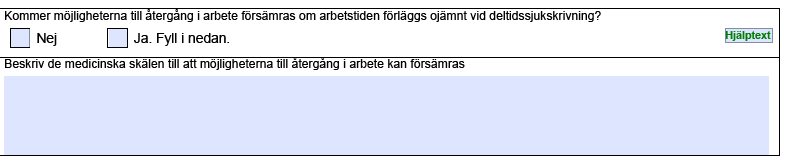 Kommer möjligheterna till återgång i arbete försämras om arbetstiden förläggs ojämnt vid deltidssjukskrivning?
Nej
Ja. Fyll i nedan.
Hjälptext
Beskriv de medicinska skälen till att möjligheterna till återgång i arbete kan försämras